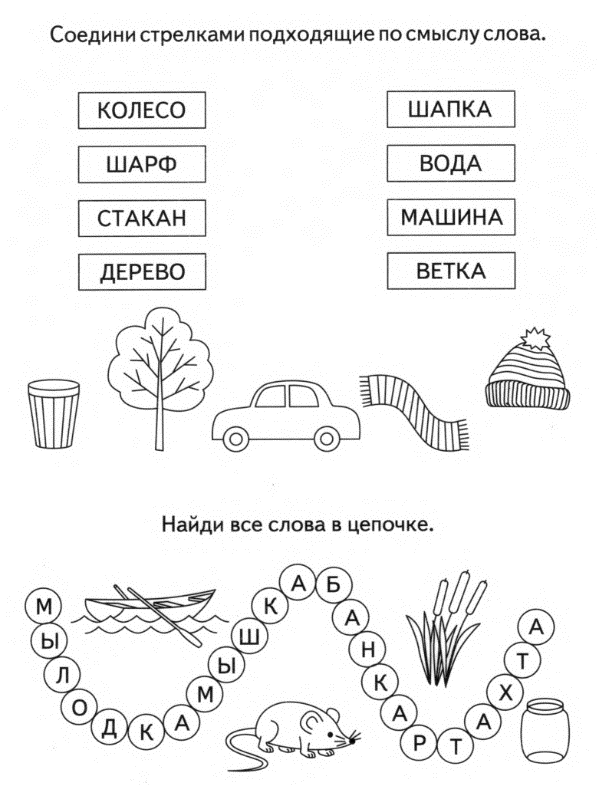 Соедини стрелками подходящие по смыслу слова.
КОЛЕСО ШАПКА
ШАРФ ВОДА
СТАКАН МАШИНА
ДЕРЕВО ВЕТКА
Найди все слова в цепочке.
МЫЛОДКАМЫШКАБАНКАРТАХТА